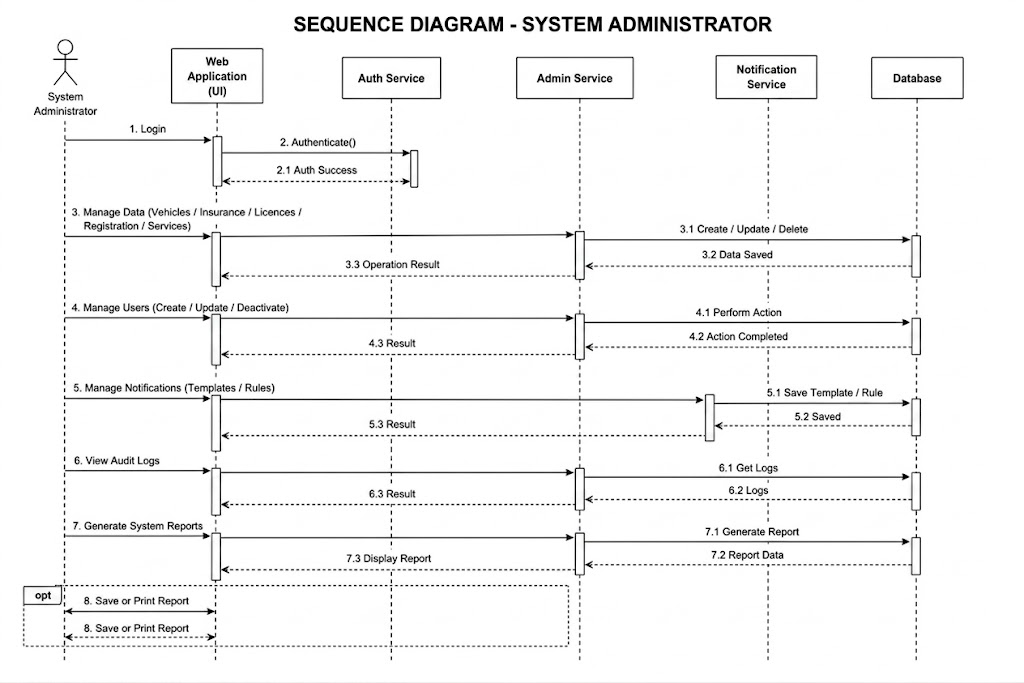 SEQUENCE DIAGRAM - SYSTEM ADMINISTRATOR
System
Administrator
Web
Application
(UI)
Auth Service
Admin Service
Notification
Service
Database
1. Login
2. Authenticate()
2.1 Auth Success
3. Manage Data (Vehicles / Insurance / Licences /
Registration / Services)
3.1 Create / Update / Delete
3.2 Data Saved
3.3 Operation Result
4. Manage Users (Create / Update / Deactivate)
4.1 Perform Action
4.2 Action Completed
4.3 Result
5. Manage Notifications (Templates / Rules)
5.1 Save Template / Rule
5.2 Saved
5.3 Result
6. View Audit Logs
6.1 Get Logs
6.2 Logs
6.3 Result
7. Generate System Reports
7.1 Generate Report
7.2 Report Data
7.3 Display Report
opt
8. Save or Print Report
8. Save or Print Report